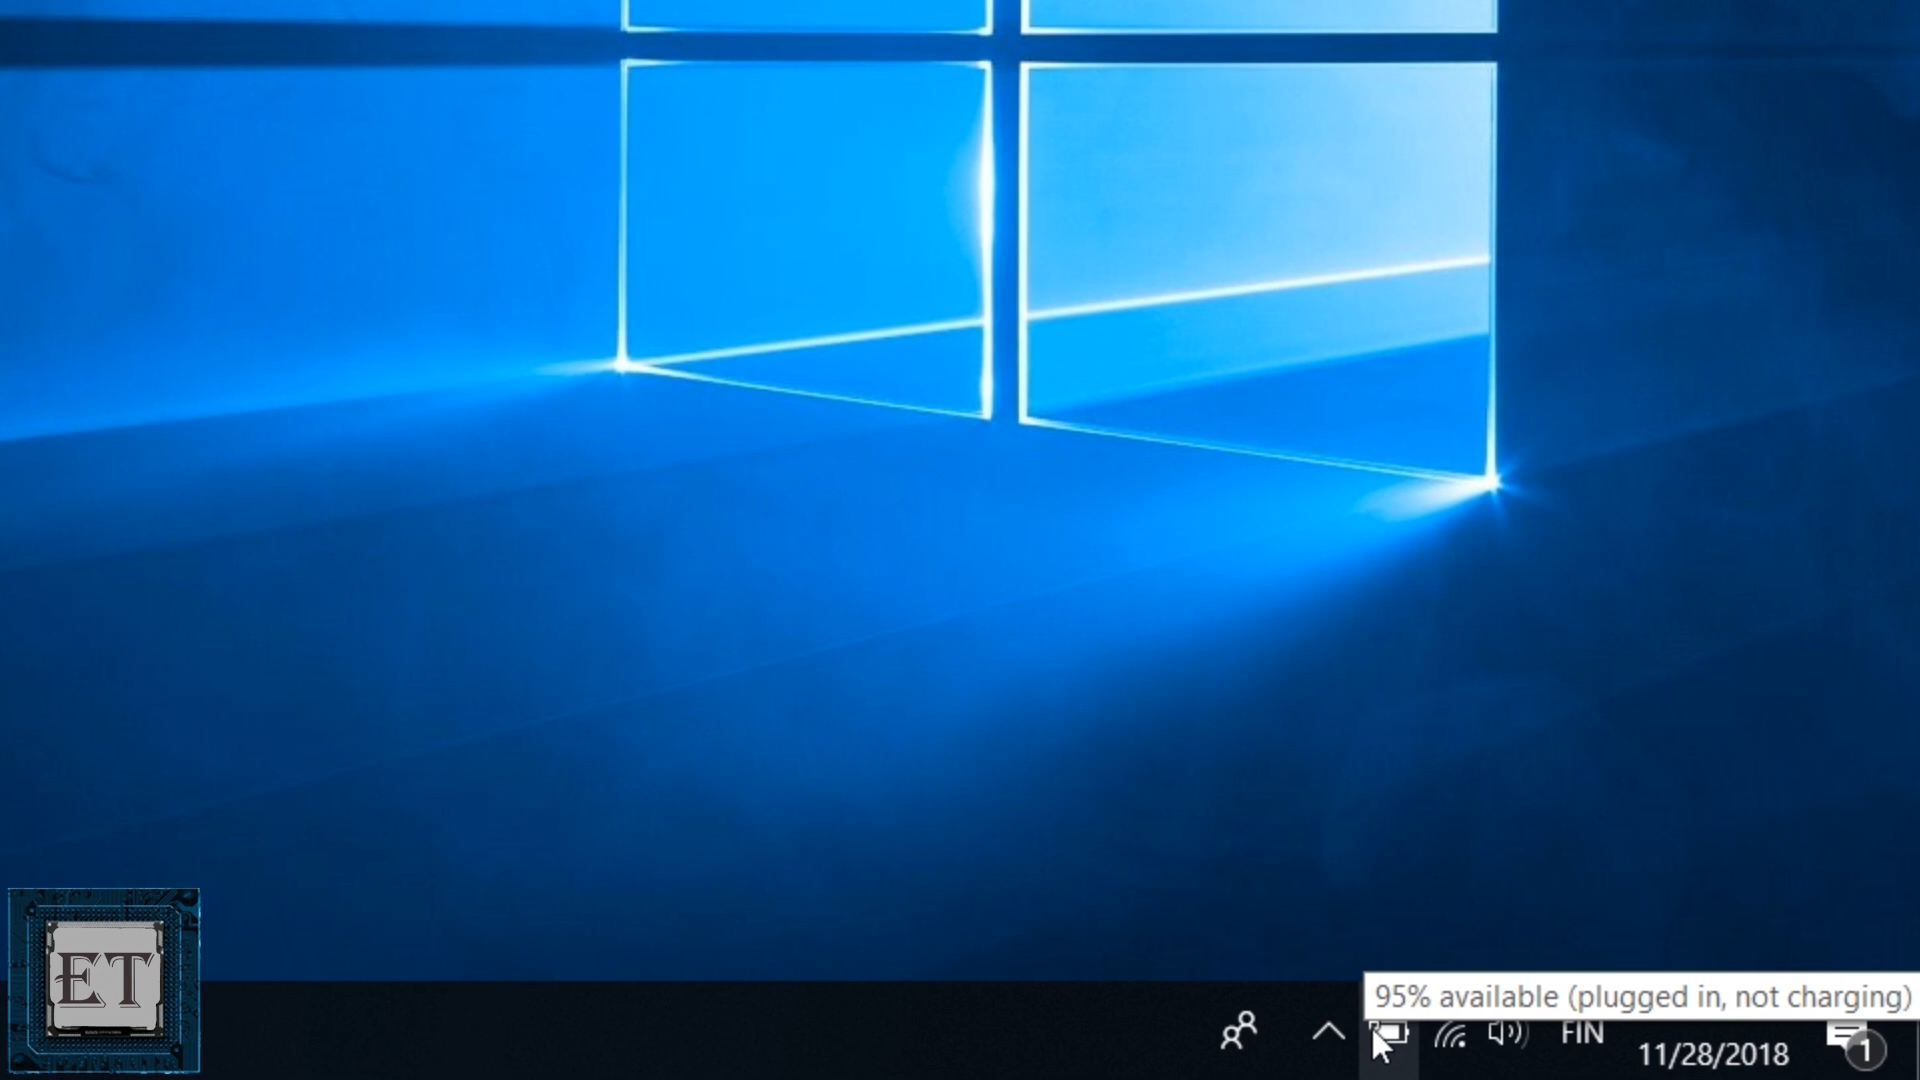 95% available (plugged in, not charging)
FIN
11/28/2018
1
ET